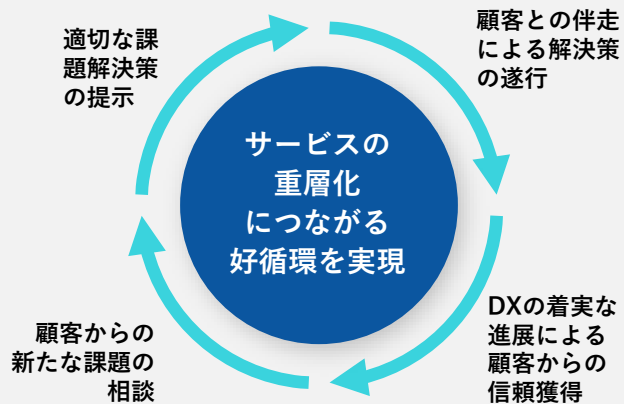 適切な課
題解決策
の提示
顧客との伴走
による解決策
の遂行
サービスの
重層化
につながる
好循環を実現
DXの着実な
進展による
顧客からの
信頼獲得
顧客からの
新たな課題の
相談